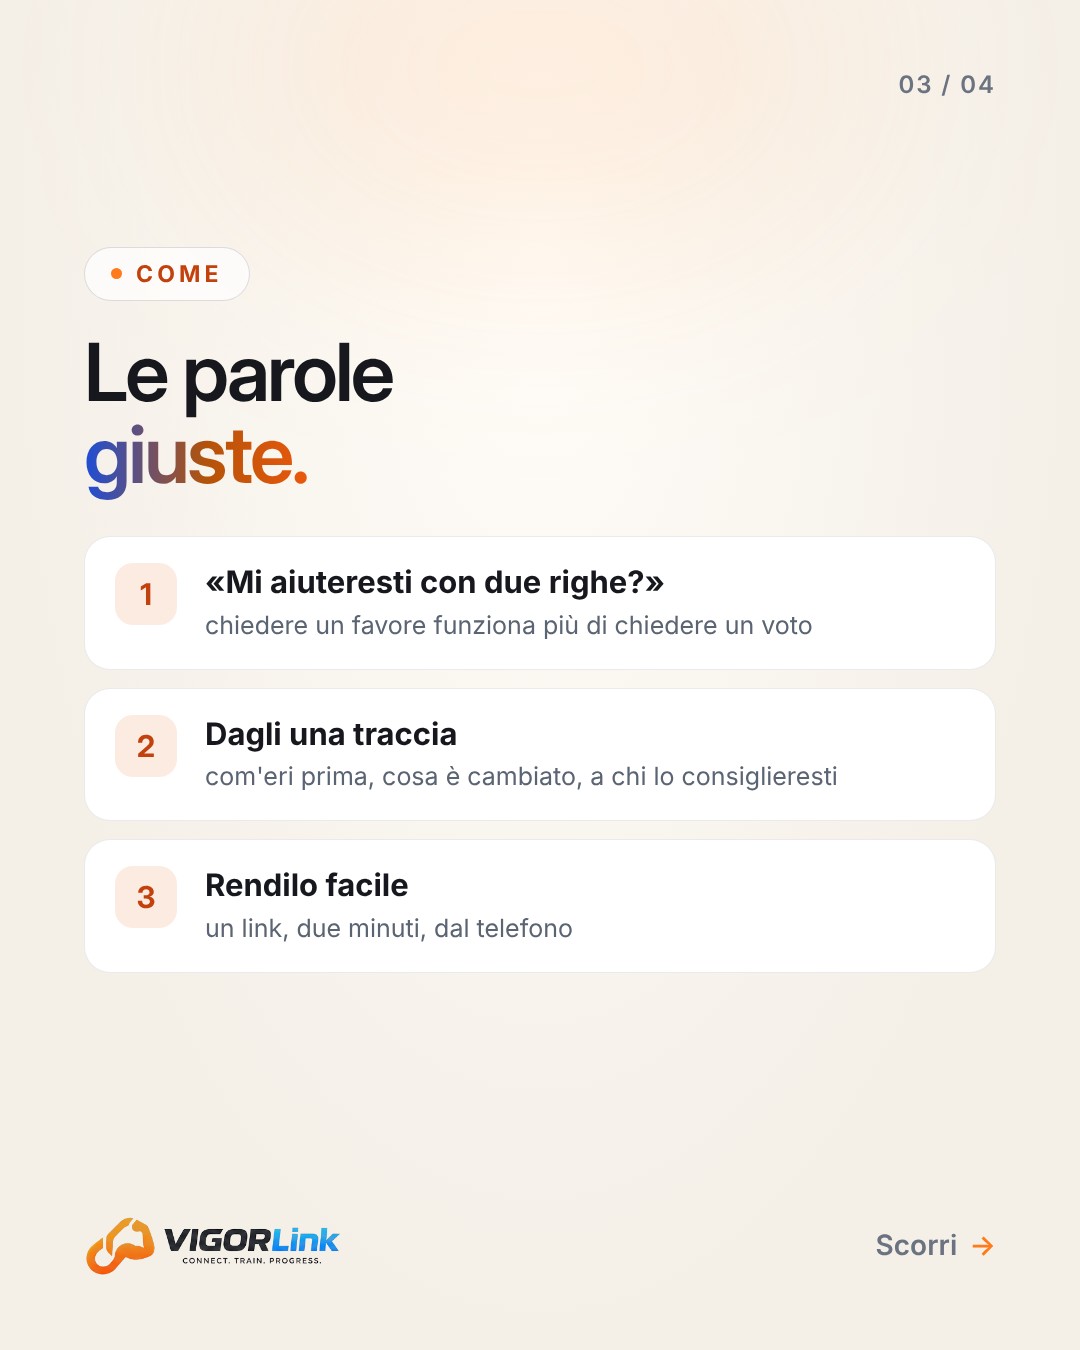 03 / 04
COME
Le parole
giuste.
1
«Mi aiuteresti con due righe?»
chiedere un favore funziona più di chiedere un voto
2
Dagli una traccia
com'eri prima, cosa è cambiato, a chi lo consiglieresti
3
Rendilo facile
un link, due minuti, dal telefono
VIGORLink
CONNECT. TRAIN. PROGRESS.
Scorri →